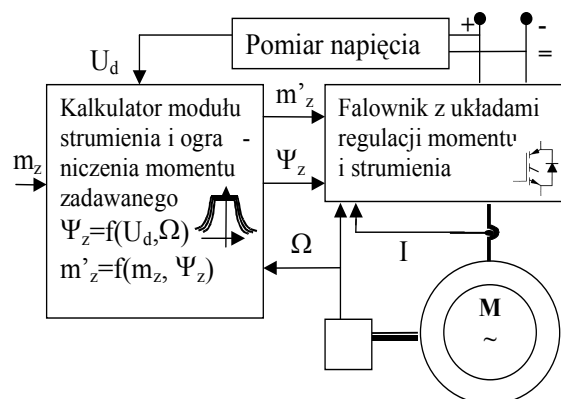 + -
Pomiar napięcia
=
U_d
m'_z
Kalkulator modułu
strumienia i ogra -
niczenia momentu
zadawanego
Ψ_z=f(U_d,Ω)
m'_z=f(m_z, Ψ_z)
m_z
Ψ_z
Falownik z układami
regulacji momentu
i strumienia
Ω
I
M
~